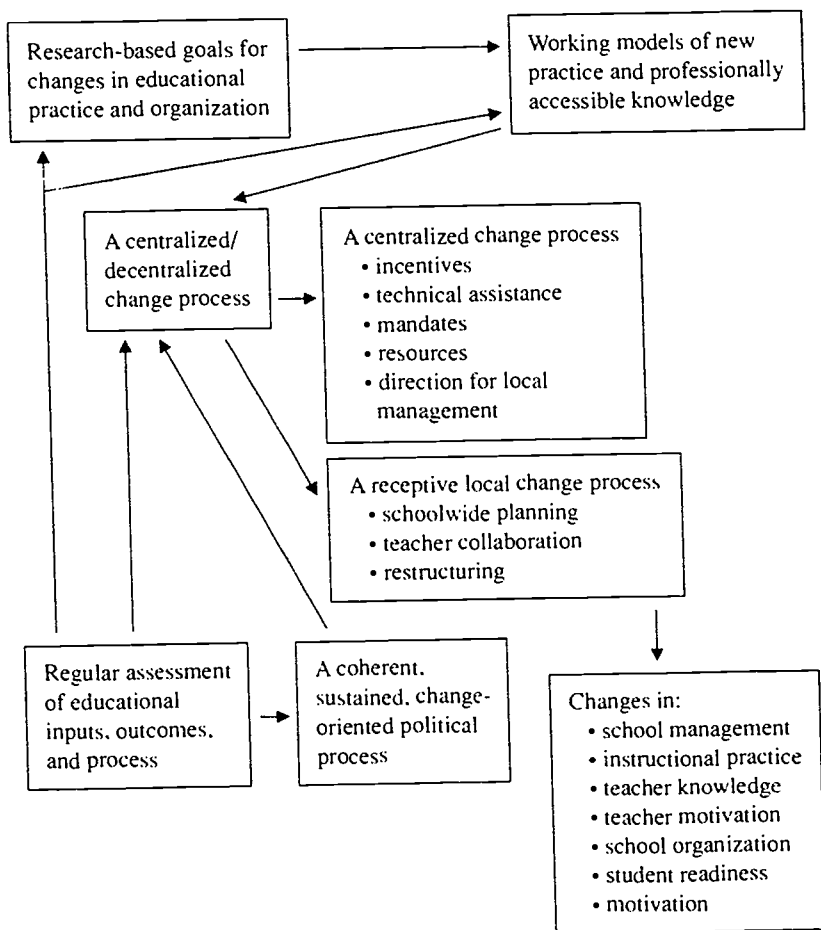 Research-based goals for
changes in educational
practice and organization
Working models of new
practice and professionally
accessible knowledge
A centralized/
decentralized
change process
A centralized change process
• incentives
• technical assistance
• mandates
• resources
• direction for local
management
A receptive local change process
• schoolwide planning
• teacher collaboration
• restructuring
Regular assessment
of educational
inputs, outcomes,
and process
A coherent,
sustained, change-
oriented political
process
Changes in:
• school management
• instructional practice
• teacher knowledge
• teacher motivation
• school organization
• student readiness
• motivation